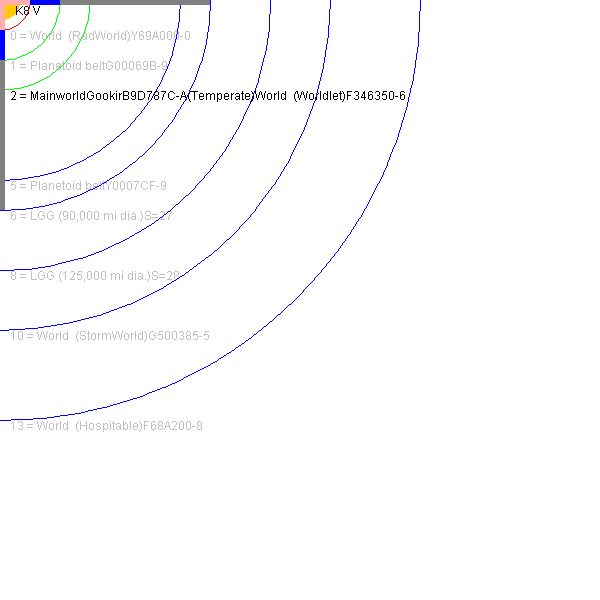 K8 V
0 = World  (RadWorld)Y69A000-0
1 = Planetoid beltG00069B-9
2 = MainworldGookirB9D787C-A(Temperate)World  (Worldlet)F346350-6
5 = Planetoid beltY0007CF-9
6 = LGG (90,000 mi dia.)S=27
8 = LGG (125,000 mi dia.)S=28
10 = World  (StormWorld)G500385-5
13 = World  (Hospitable)F68A200-8